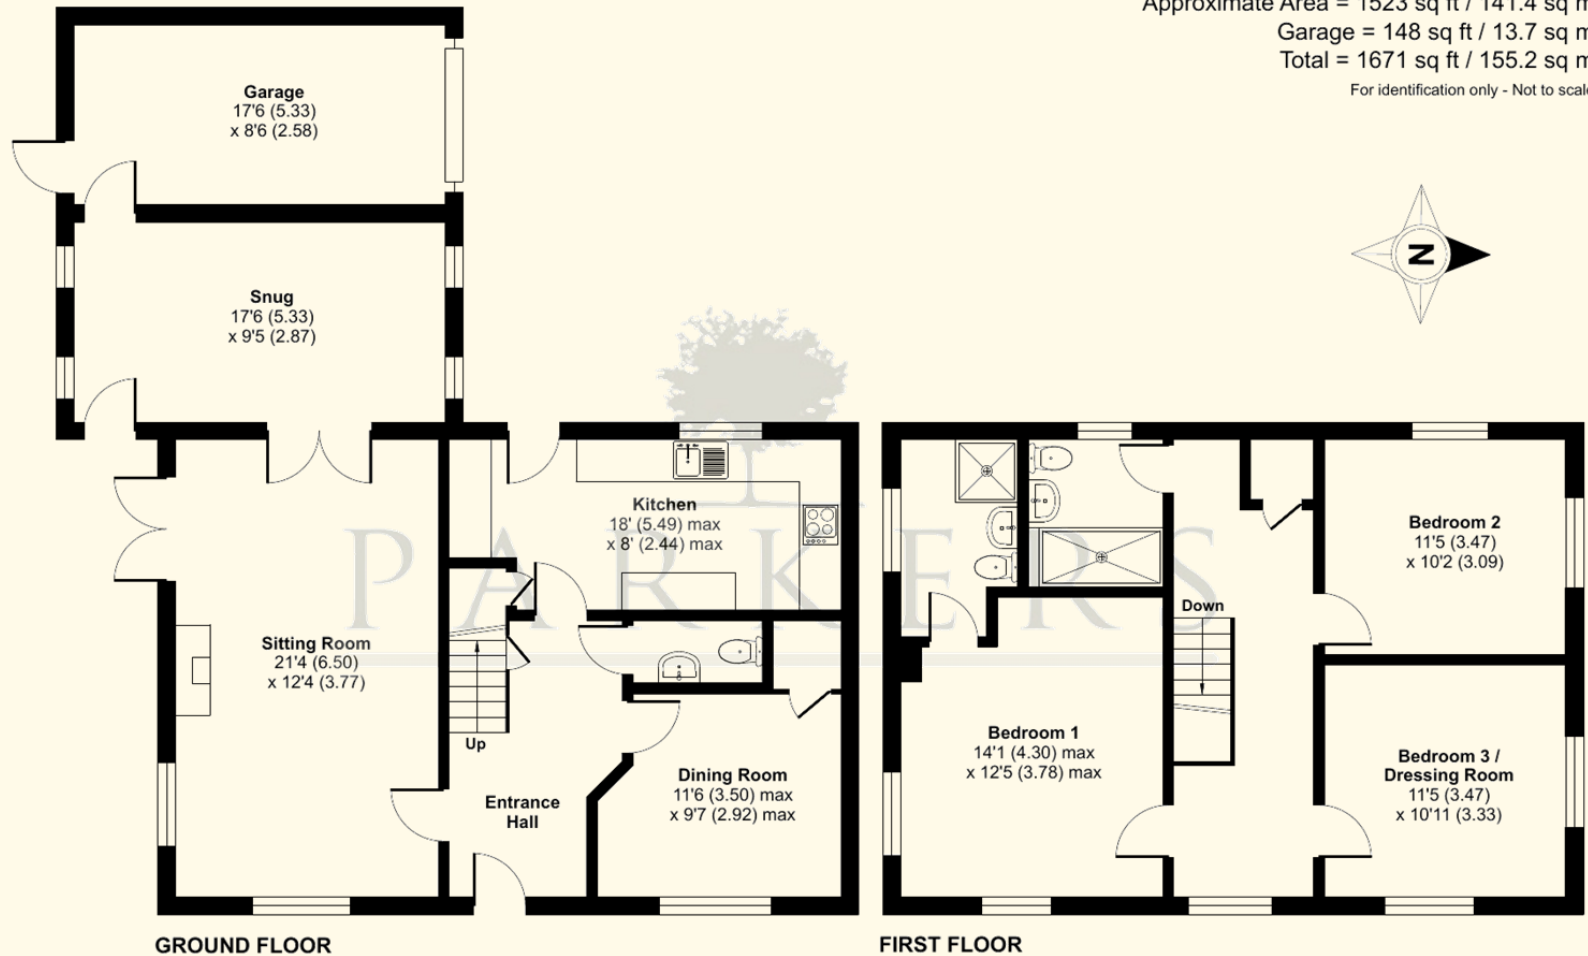 Approximate Area = 1523 sq ft / 141.4 sq m
Garage = 148 sq ft / 13.7 sq m
Total = 1671 sq ft / 155.2 sq m
For identification only - Not to scale
Garage
17'6 (5.33)
x 8'6 (2.58)
N
Snug
17'6 (5.33)
x 9'5 (2.87)
Kitchen
18' (5.49) max
x 8' (2.44) max
PARKERS
Sitting Room
21'4 (6.50)
x 12'4 (3.77)
Up
Entrance
Hall
Dining Room
11'6 (3.50) max
x 9'7 (2.92) max
GROUND FLOOR
Bedroom 2
11'5 (3.47)
x 10'2 (3.09)
Down
Bedroom 1
14'1 (4.30) max
x 12'5 (3.78) max
Bedroom 3 /
Dressing Room
11'5 (3.47)
x 10'11 (3.33)
FIRST FLOOR